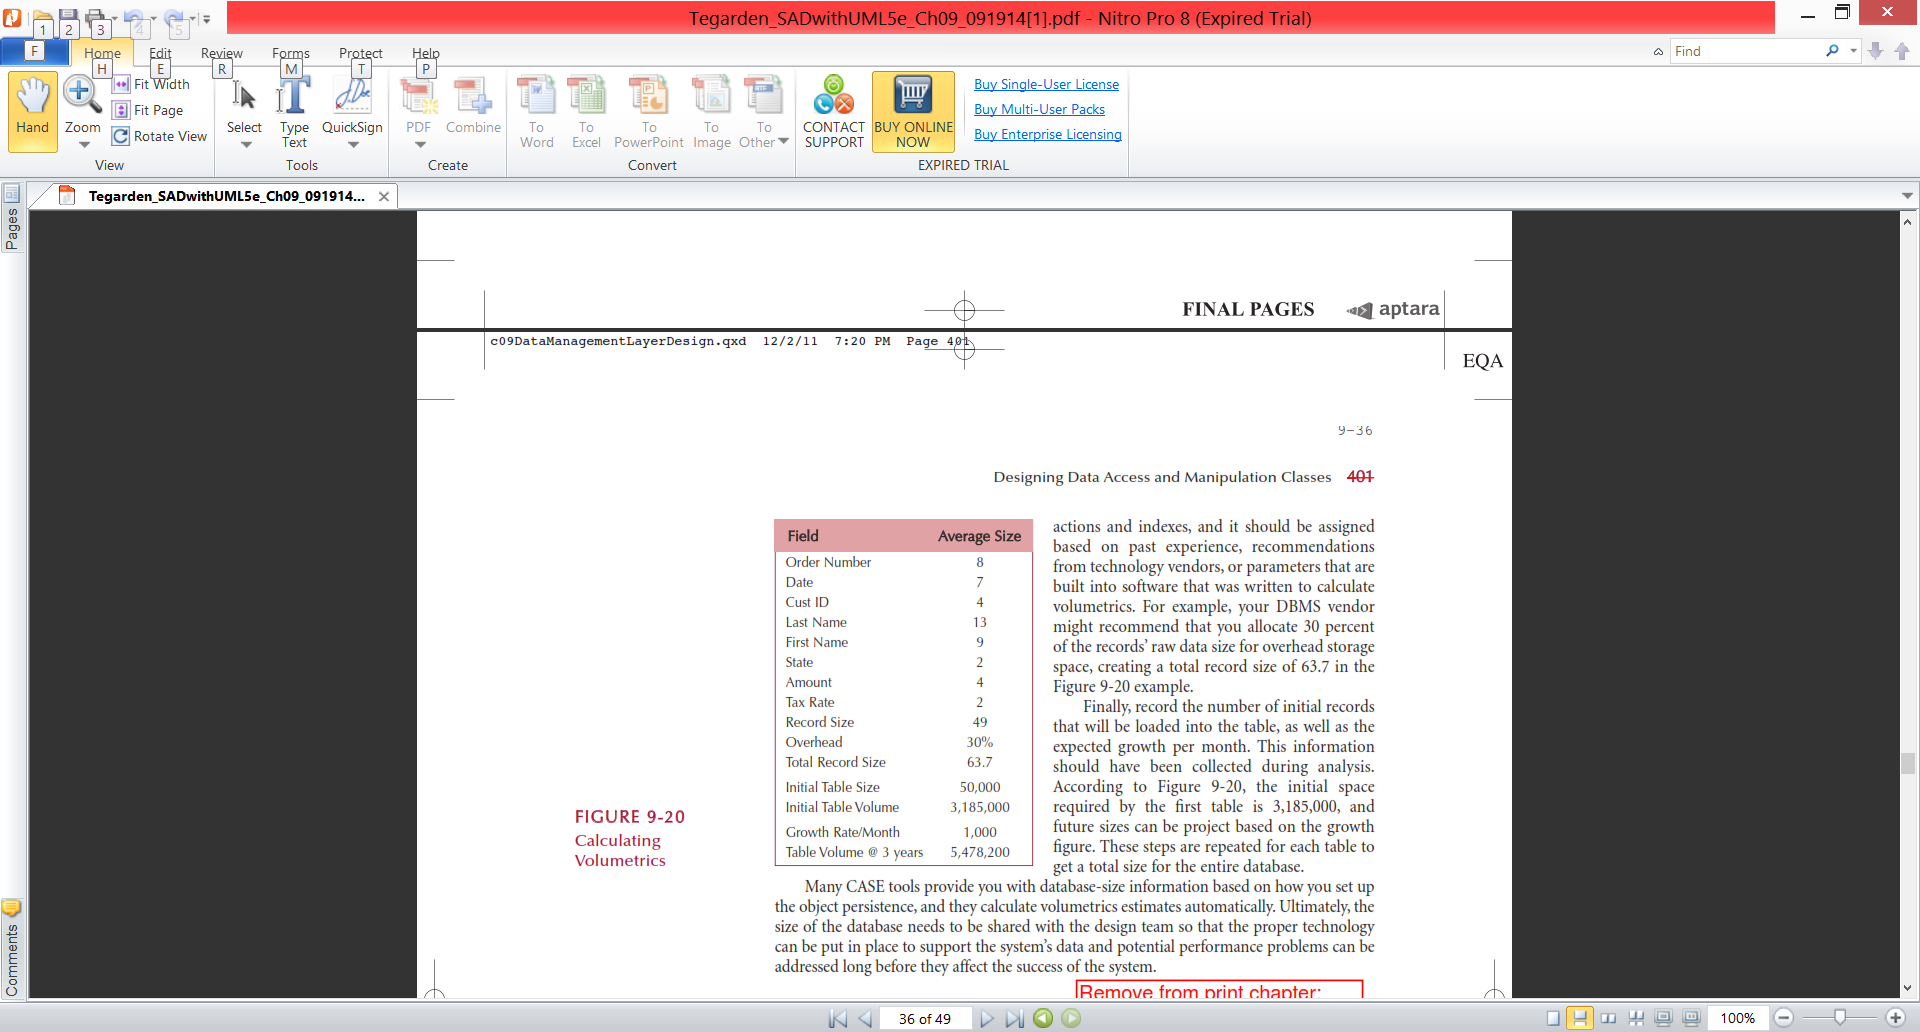 Tegarden_SADwithUML5e_Ch09_091914[1].pdf - Nitro Pro 8 (Expired Trial)
1 2 3 4 5
F
Home Edit Review Forms Protect Help
Find
H E R M T P
Hand
Zoom
Fit Width
Fit Page
Rotate View
View
Select
Type Text
QuickSign
Tools
PDF
Combine
Create
To Word
To Excel
To PowerPoint
To Image
To Other
Convert
CONTACT SUPPORT
BUY ONLINE NOW
Buy Single-User License
Buy Multi-User Packs
Buy Enterprise Licensing
EXPIRED TRIAL
Pages
Tegarden_SADwithUML5e_Ch09_091914...
FINAL PAGES aptara
c09DataManagementLayerDesign.qxd 12/2/11 7:20 PM Page 401
EQA
9-36
Designing Data Access and Manipulation Classes 401
Field Average Size
Order Number 8
Date 7
Cust ID 4
Last Name 13
First Name 9
State 2
Amount 4
Tax Rate 2
Record Size 49
Overhead 30%
Total Record Size 63.7
Initial Table Size 50,000
Initial Table Volume 3,185,000
Growth Rate/Month 1,000
Table Volume @ 3 years 5,478,200
FIGURE 9-20
Calculating
Volumetrics
actions and indexes, and it should be assigned
based on past experience, recommendations
from technology vendors, or parameters that are
built into software that was written to calculate
volumetrics. For example, your DBMS vendor
might recommend that you allocate 30 percent
of the records' raw data size for overhead storage
space, creating a total record size of 63.7 in the
Figure 9-20 example.
Finally, record the number of initial records
that will be loaded into the table, as well as the
expected growth per month. This information
should have been collected during analysis.
According to Figure 9-20, the initial space
required by the first table is 3,185,000, and
future sizes can be project based on the growth
figure. These steps are repeated for each table to
get a total size for the entire database.
Many CASE tools provide you with database-size information based on how you set up
the object persistence, and they calculate volumetrics estimates automatically. Ultimately, the
size of the database needs to be shared with the design team so that the proper technology
can be put in place to support the system's data and potential performance problems can be
addressed long before they affect the success of the system.
Remove from print chapter:
Comments
36 of 49
100%